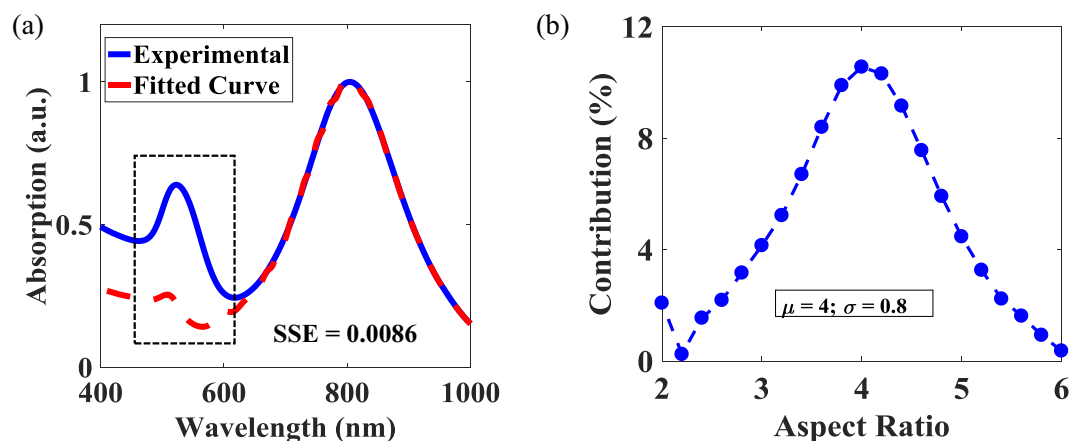 (a)
Experimental
Fitted Curve
1
0.5
0
Absorption (a.u.)
SSE = 0.0086
400
600
800
1000
Wavelength (nm)
(b)
12
8
4
0
Contribution (%)
μ = 4; σ = 0.8
2
3
4
5
6
Aspect Ratio